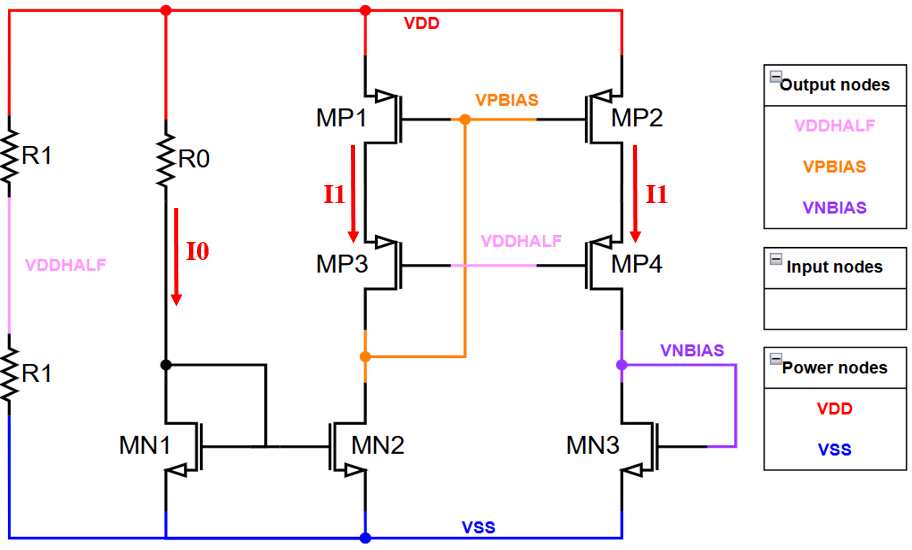 VDD
MP1
VPBIAS
MP2
R1
R0
I1
I1
I0
VDDHALF
MP3
VDDHALF
MP4
VNBIAS
R1
MN1
MN2
MN3
VSS
Output nodes
VDDHALF
VPBIAS
VNBIAS
Input nodes
Power nodes
VDD
VSS